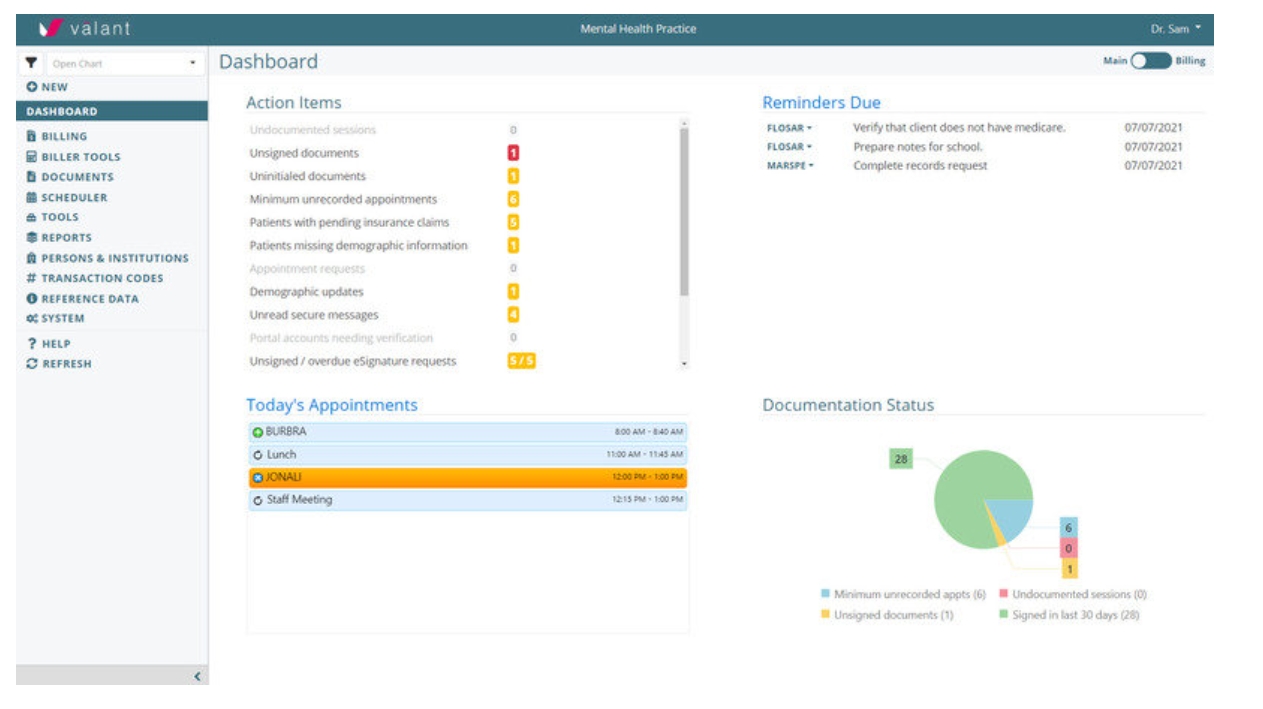 valant
Mental Health Practice
Dr. Sam
Open Chart
NEW
DASHBOARD
BILLING
BILLER TOOLS
DOCUMENTS
SCHEDULER
TOOLS
REPORTS
PERSONS & INSTITUTIONS
# TRANSACTION CODES
REFERENCE DATA
SYSTEM
? HELP
REFRESH
Dashboard
Main Billing
Action Items
Undocumented sessions 0
Unsigned documents 1
Uninitialed documents 1
Minimum unrecorded appointments 6
Patients with pending insurance claims 5
Patients missing demographic information 1
Appointment requests 0
Demographic updates 1
Unread secure messages 4
Portal accounts needing verification 0
Unsigned / overdue eSignature requests 5 / 5
Reminders Due
FLOSAR Verify that client does not have medicare. 07/07/2021
FLOSAR Prepare notes for school. 07/07/2021
MARSPE Complete records request 07/07/2021
Today's Appointments
BURBRA 8:00 AM - 8:40 AM
Lunch 11:00 AM - 11:45 AM
JONALI 12:00 PM - 1:00 PM
Staff Meeting 12:15 PM - 1:00 PM
Documentation Status
28
6
0
1
Minimum unrecorded appts (6) Undocumented sessions (0)
Unsigned documents (1) Signed in last 30 days (28)